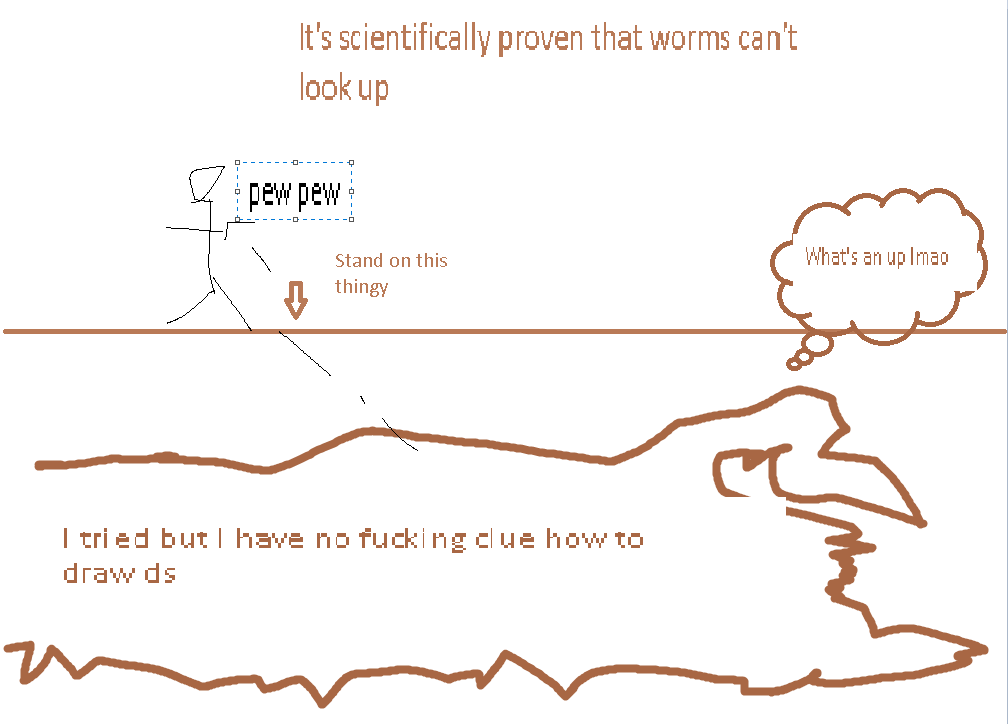 It's scientifically proven that worms can't
look up
pew pew
Stand on this
thingy
What's an up lmao
I tried but I have no fucking clue how to
draw ds